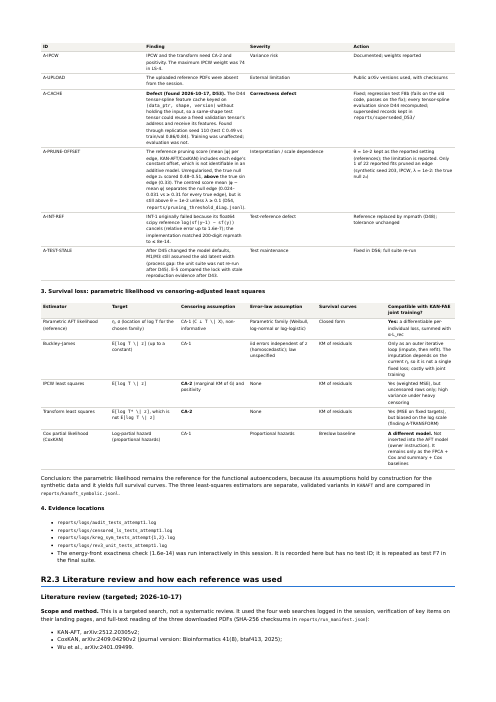 ID Finding Severity Action
A-IPCW IPCW and the transform need CA-2 and Variance risk Documented; weights reported
positivity. The maximum IPCW weight was 74
in LS-4.
A-UPLOAD The uploaded reference PDFs were absent External limitation Public arXiv versions used, with checksums
from the session.
A-CACHE Defect (found 2026-10-17, D53). The D44 Correctness defect Fixed; regression test F8b (fails on the old
tensor-spline feature cache keyed on code, passes on the fix); every tensor-spline
(data_ptr, shape, version) without evaluation since D44 recomputed;
holding the input, so a same-shape test superseded records kept in
tensor could reuse a freed validation tensor's reports/superseded_D53/
address and receive its features. Found
through replication seed 110 (test C 0.49 vs
train/val 0.86/0.84). Training was unaffected;
evaluation was not.
A-PRUNE-OFFSET The reference pruning score (mean |φ| per Interpretation / scale dependence θ = 1e-2 kept as the reported setting
edge, KAN-AFT/CoxKAN) includes each edge's (references); the limitation is reported. Only
constant offset, which is not identifiable in an 1 of 22 reported fits pruned an edge
additive model. Unregularised, the true null (synthetic seed 203, IPCW, λ = 1e-2: the true
edge z₄ scored 0.48–0.51, above the true sin null z₄)
edge (0.33). The centred score mean |φ −
mean φ| separates the null edge (0.024–
0.031 vs ≥ 0.31 for every true edge), but is
still above θ = 1e-2 unless λ ≥ 0.1 (D54,
reports/pruning_threshold_diag.json).
A-INT-REF INT-1 originally failed because its float64 Test-reference defect Reference replaced by mpmath (D48);
scipy reference log(sf(v1) − sf(v)) tolerance unchanged
cancels (relative error up to 1.6e-7); the
implementation matched 200-digit mpmath
to ≤ 8e-14.
A-TEST-STALE After D45 changed the model defaults, Test maintenance Fixed in D56; full suite re-run
M1/M3 still assumed the old latent width
(process gap: the unit suite was not re-run
after D45). E-5 compared the lock with stale
reproduction evidence after D43.
3. Survival loss: parametric likelihood vs censoring-adjusted least squares
Estimator Target Censoring assumption Error-law assumption Survival curves Compatible with KAN-FAE
joint training?
Parametric AFT likelihood η, a (location of log T for the CA-1 (C ⊥ T \| X), non- Parametric family (Weibull, Closed form Yes: a differentiable per-
(reference) chosen family) informative log-normal or log-logistic) individual loss, summed with
α·L_rec
Buckley–James E[log T \| z] (up to a CA-1 iid errors independent of z KM of residuals Only as an outer iterative
constant) (homoscedastic); law loop (impute, then refit). The
unspecified imputation depends on the
current η, so it is not a single
fixed loss; costly with joint
training
IPCW least squares E[log T \| z] CA-2 (marginal KM of G) and None KM of residuals Yes (weighted MSE), but
positivity uncensored rows only; high
variance under heavy
censoring
Transform least squares E[log T* \| z], which is CA-2 None KM of residuals Yes (MSE on fixed targets),
not E[log T \| z] but biased on the log scale
(finding A-TRANSFORM)
Cox partial likelihood Log-partial hazard CA-1 Proportional hazards Breslow baseline A different model. Not
(CoxKAN) (proportional hazards) inserted into the AFT model
(owner instruction). It
remains only as the FPCA +
Cox and summary + Cox
baselines
Conclusion: the parametric likelihood remains the reference for the functional autoencoders, because its assumptions hold by construction for the
synthetic data and it yields full survival curves. The three least-squares estimators are separate, validated variants in KANAFT and are compared in
reports/kanaft_symbolic.json.
4. Evidence locations
• reports/logs/audit_tests_attempt1.log
• reports/logs/censored_ls_tests_attempt1.log
• reports/logs/kreg_sym_tests_attempt{1,2}.log
• reports/logs/rev2_unit_tests_attempt1.log
• The energy-front exactness check (1.6e-14) was run interactively in this session. It is recorded here but has no test ID; it is repeated as test F7 in
the final suite.
R2.3 Literature review and how each reference was used
Literature review (targeted; 2026-10-17)
Scope and method. This is a targeted search, not a systematic review. It used the four web searches logged in the session, verification of key items on
their landing pages, and full-text reading of the three downloaded PDFs (SHA-256 checksums in reports/run_manifest.json):
• KAN-AFT, arXiv:2512.20305v2;
• CoxKAN, arXiv:2409.04290v2 (journal version: Bioinformatics 41(8), btaf413, 2025);
• Wu et al., arXiv:2401.09499.